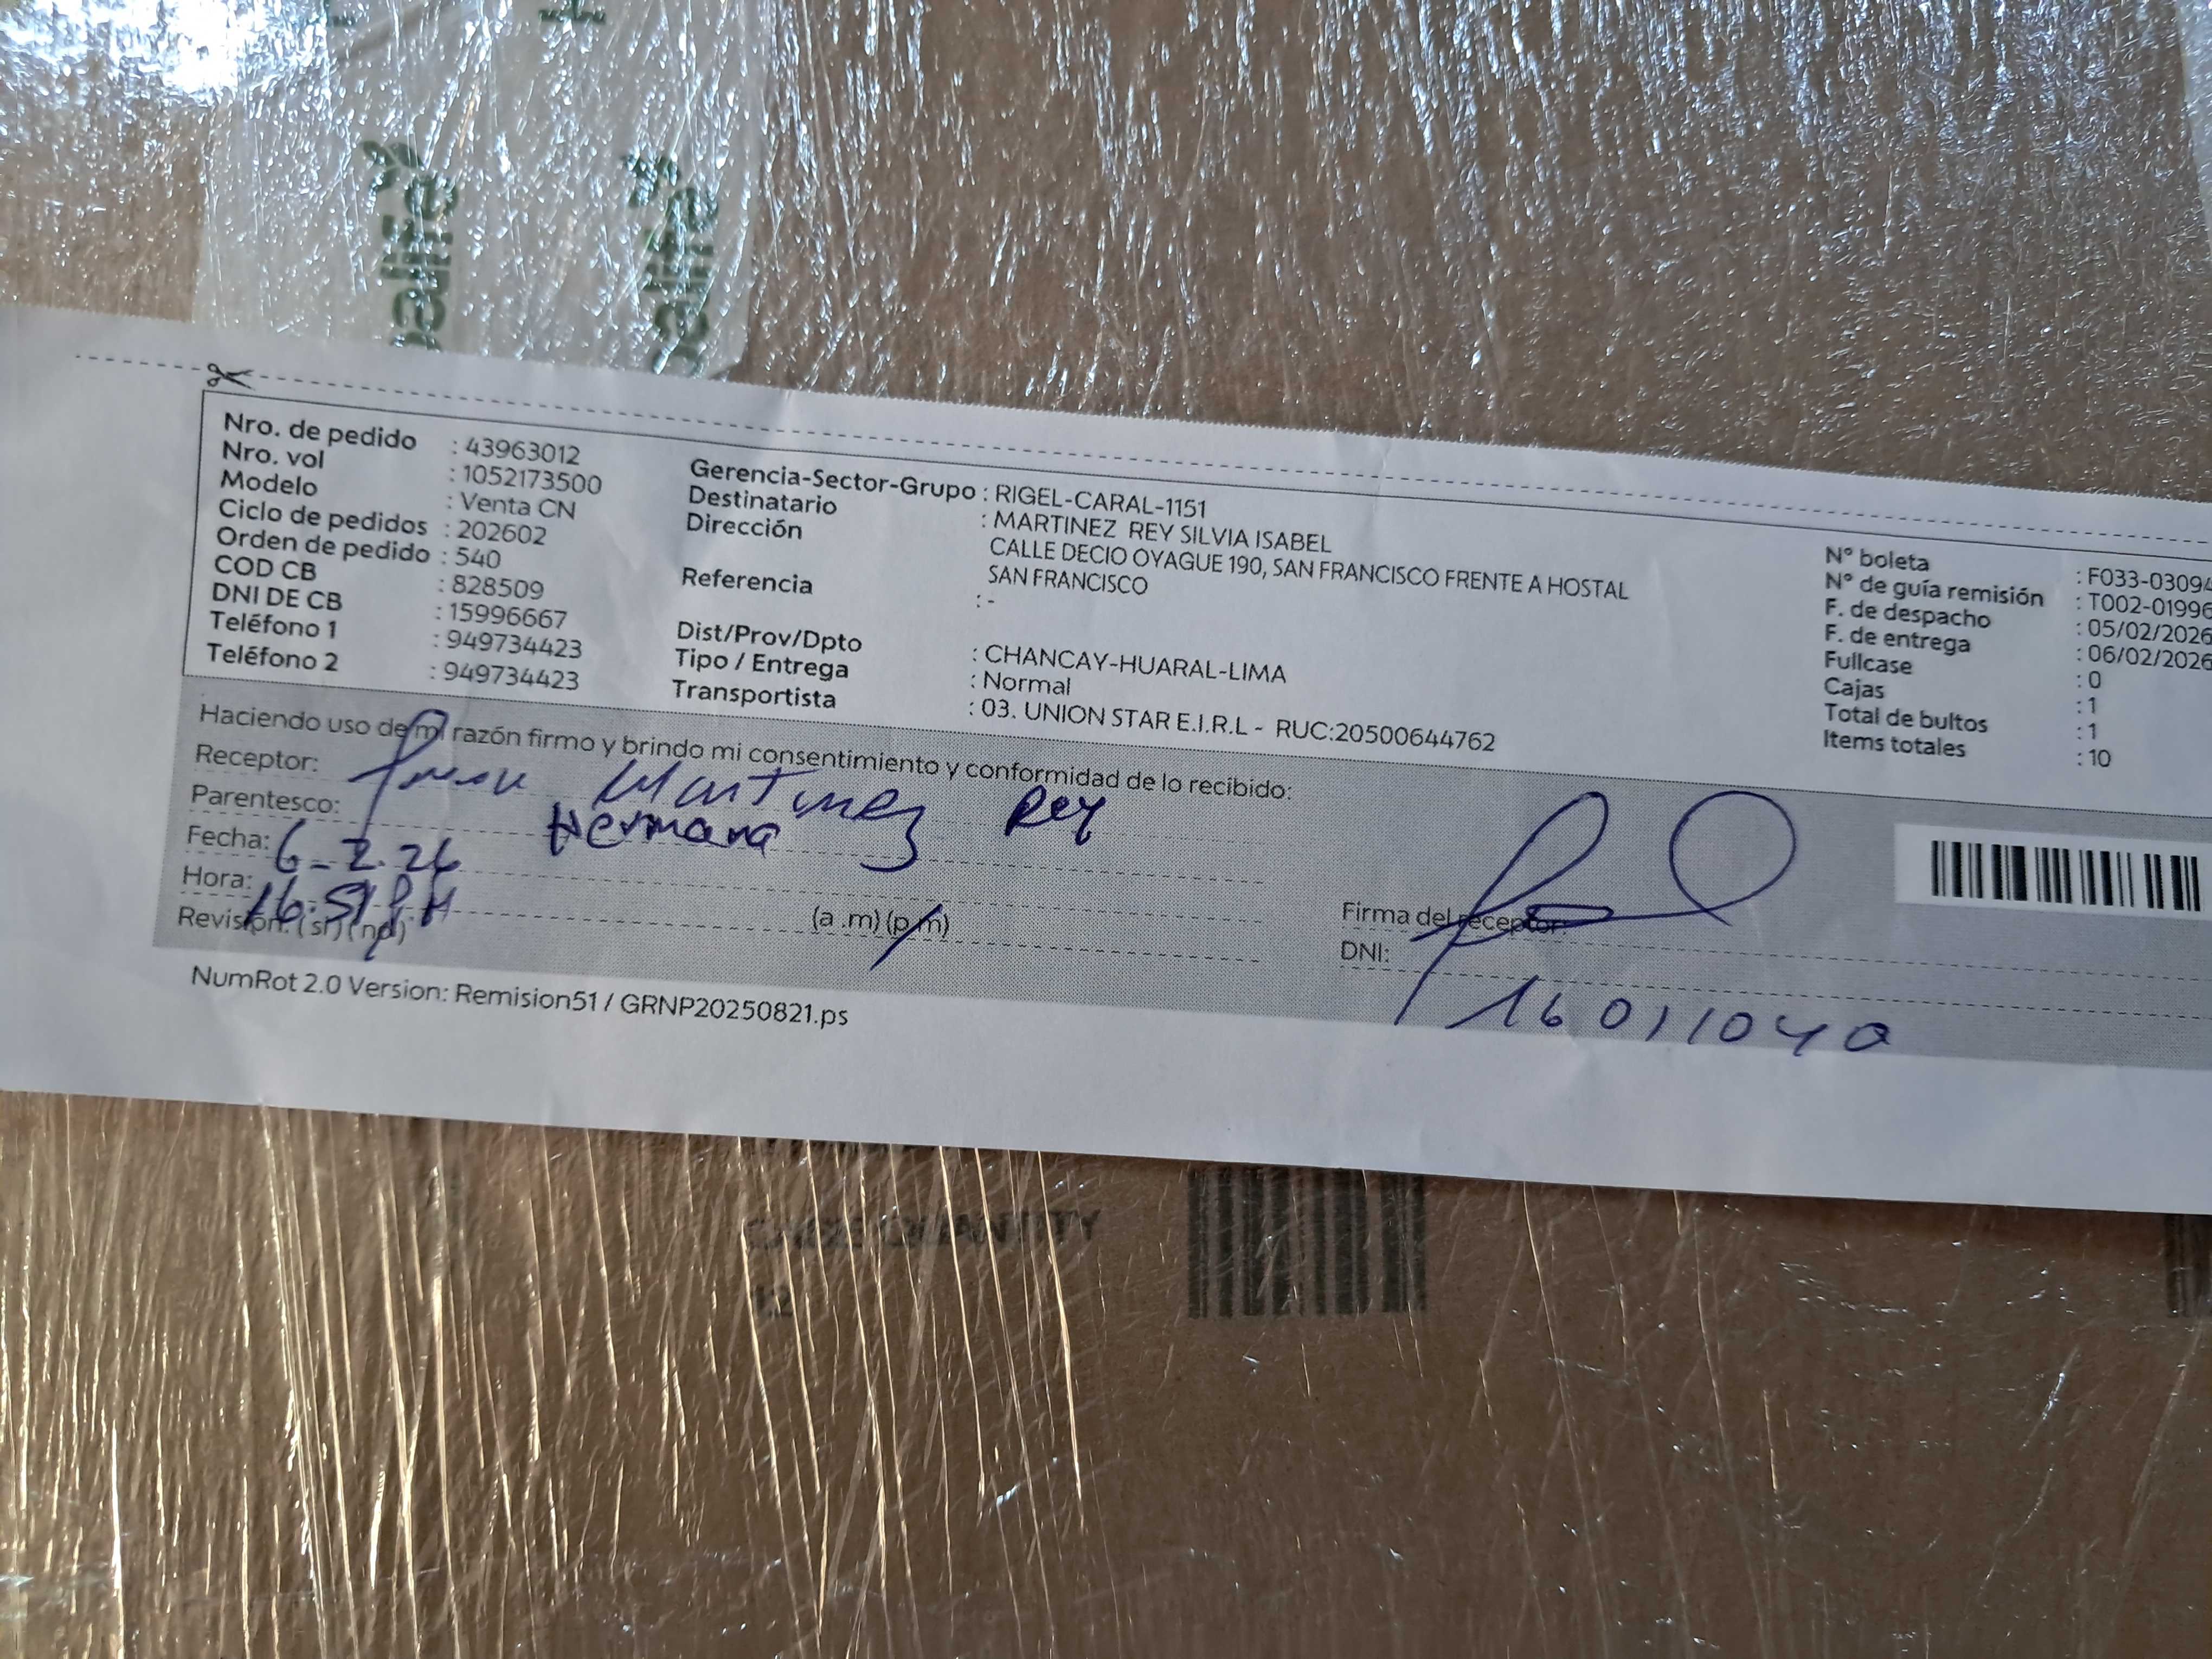 Nro. de pedido : 43963012
Nro. vol : 1052173500
Modelo : Venta CN
Ciclo de pedidos : 202602
Orden de pedido : 540
COD CB : 828509
DNI DE CB : 15996667
Teléfono 1 : 949734423
Teléfono 2 : 949734423
Gerencia-Sector-Grupo : RIGEL-CARAL-1151
Destinatario : MARTINEZ REY SILVIA ISABEL
Dirección CALLE DECIO OYAGUE 190, SAN FRANCISCO FRENTE A HOSTAL
SAN FRANCISCO
Referencia : -
Dist/Prov/Dpto : CHANCAY-HUARAL-LIMA
Tipo / Entrega : Normal
Transportista : 03. UNION STAR E.I.R.L - RUC:20500644762
N° boleta : F033-03094
N° de guía remisión : T002-01996
F. de despacho : 05/02/2026
F. de entrega : 06/02/2026
Fullcase : 0
Cajas : 1
Total de bultos : 1
Items totales : 10
Haciendo uso de mi razón firmo y brindo mi consentimiento y conformidad de lo recibido:
Receptor: Martinez Rey
Parentesco: Hermana
Fecha: 6-2.26
Hora: 16:51 P.M (a.m) (p.m)
Revisión: (si) (no)
Firma del receptor:
DNI: 16011040
NumRot 2.0 Version: Remision51 / GRNP20250821.ps
CASE QUANTITY
12